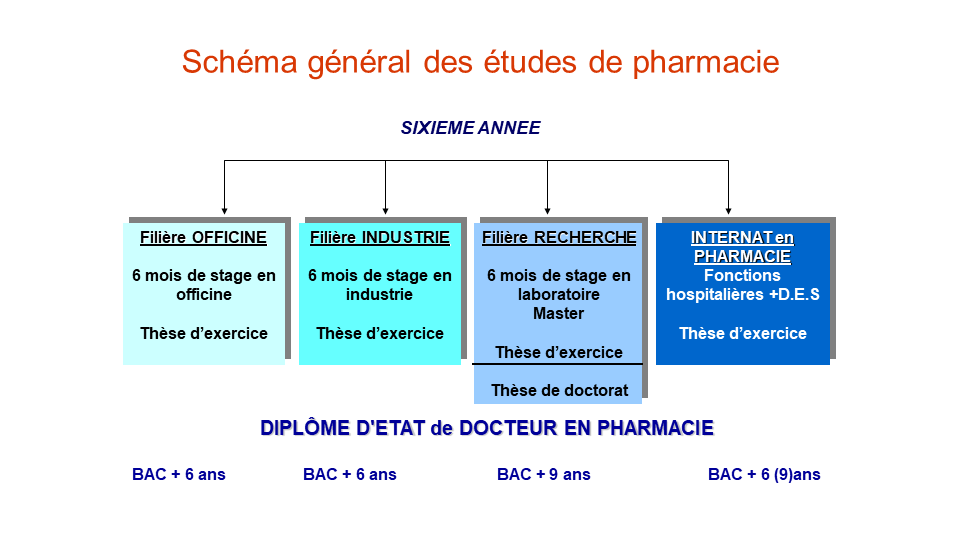 Schéma général des études de pharmacie
SIXIEME ANNEE
Filière OFFICINE
6 mois de stage en
officine
Thèse d'exercice
Filière INDUSTRIE
6 mois de stage en
industrie
Thèse d'exercice
Filière RECHERCHE
6 mois de stage en
laboratoire
Master
Thèse d'exercice
Thèse de doctorat
INTERNAT en
PHARMACIE
Fonctions
hospitalières +D.E.S
Thèse d'exercice
DIPLÔME D'ETAT de DOCTEUR EN PHARMACIE
BAC + 6 ans
BAC + 6 ans
BAC + 9 ans
BAC + 6 (9)ans